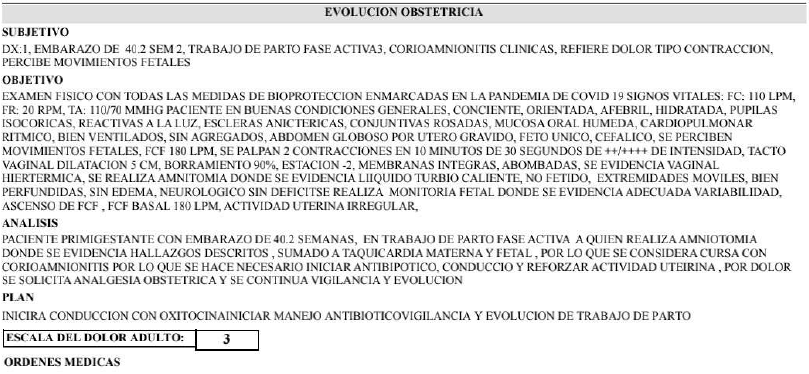 EVOLUCION OBSTETRICIA
SUBJETIVO
DX:1, EMBARAZO DE 40.2 SEM 2, TRABAJO DE PARTO FASE ACTIVA3, CORIOAMNIONITIS CLINICAS, REFIERE DOLOR TIPO CONTRACCION,
PERCIBE MOVIMIENTOS FETALES
OBJETIVO
EXAMEN FISICO CON TODAS LAS MEDIDAS DE BIOPROTECCION ENMARCADAS EN LA PANDEMIA DE COVID 19 SIGNOS VITALES: FC: 110 LPM,
FR: 20 RPM, TA: 110/70 MMHG PACIENTE EN BUENAS CONDICIONES GENERALES, CONCIENTE, ORIENTADA, AFEBRIL, HIDRATADA, PUPILAS
ISOCORICAS, REACTIVAS A LA LUZ, ESCLERAS ANICTERICAS, CONJUNTIVAS ROSADAS, MUCOSA ORAL HUMEDA, CARDIOPULMONAR
RITMICO, BIEN VENTILADOS, SIN AGREGADOS, ABDOMEN GLOBOSO POR UTERO GRAVIDO, FETO UNICO, CEFALICO, SE PERCIBEN
MOVIMIENTOS FETALES, FCF 180 LPM, SE PALPAN 2 CONTRACCIONES EN 10 MINUTOS DE 30 SEGUNDOS DE ++/++++ DE INTENSIDAD, TACTO
VAGINAL DILATACION 5 CM, BORRAMIENTO 90%, ESTACION -2, MEMBRANAS INTEGRAS, ABOMBADAS, SE EVIDENCIA VAGINAL
HIERTERMICA, SE REALIZA AMNITOMIA DONDE SE EVIDENCIA LIIQUIDO TURBIO CALIENTE, NO FETIDO, EXTREMIDADES MOVILES, BIEN
PERFUNDIDAS, SIN EDEMA, NEUROLOGICO SIN DEFICITSE REALIZA MONITORIA FETAL DONDE SE EVIDENCIA ADECUADA VARIABILIDAD,
ASCENSO DE FCF , FCF BASAL 180 LPM, ACTIVIDAD UTERINA IRREGULAR,
ANALISIS
PACIENTE PRIMIGESTANTE CON EMBARAZO DE 40.2 SEMANAS, EN TRABAJO DE PARTO FASE ACTIVA A QUIEN REALIZA AMNIOTOMIA
DONDE SE EVIDENCIA HALLAZGOS DESCRITOS , SUMADO A TAQUICARDIA MATERNA Y FETAL , POR LO QUE SE CONSIDERA CURSA CON
CORIOAMNIONITIS POR LO QUE SE HACE NECESARIO INICIAR ANTIBIPOTICO, CONDUCCIO Y REFORZAR ACTIVIDAD UTEIRINA , POR DOLOR
SE SOLICITA ANALGESIA OBSTETRICA Y SE CONTINUA VIGILANCIA Y EVOLUCION
PLAN
INICIRA CONDUCCION CON OXITOCINAINICIAR MANEJO ANTIBIOTICOVIGILANCIA Y EVOLUCION DE TRABAJO DE PARTO
ESCALA DEL DOLOR ADULTO: 3
ORDENES MEDICAS